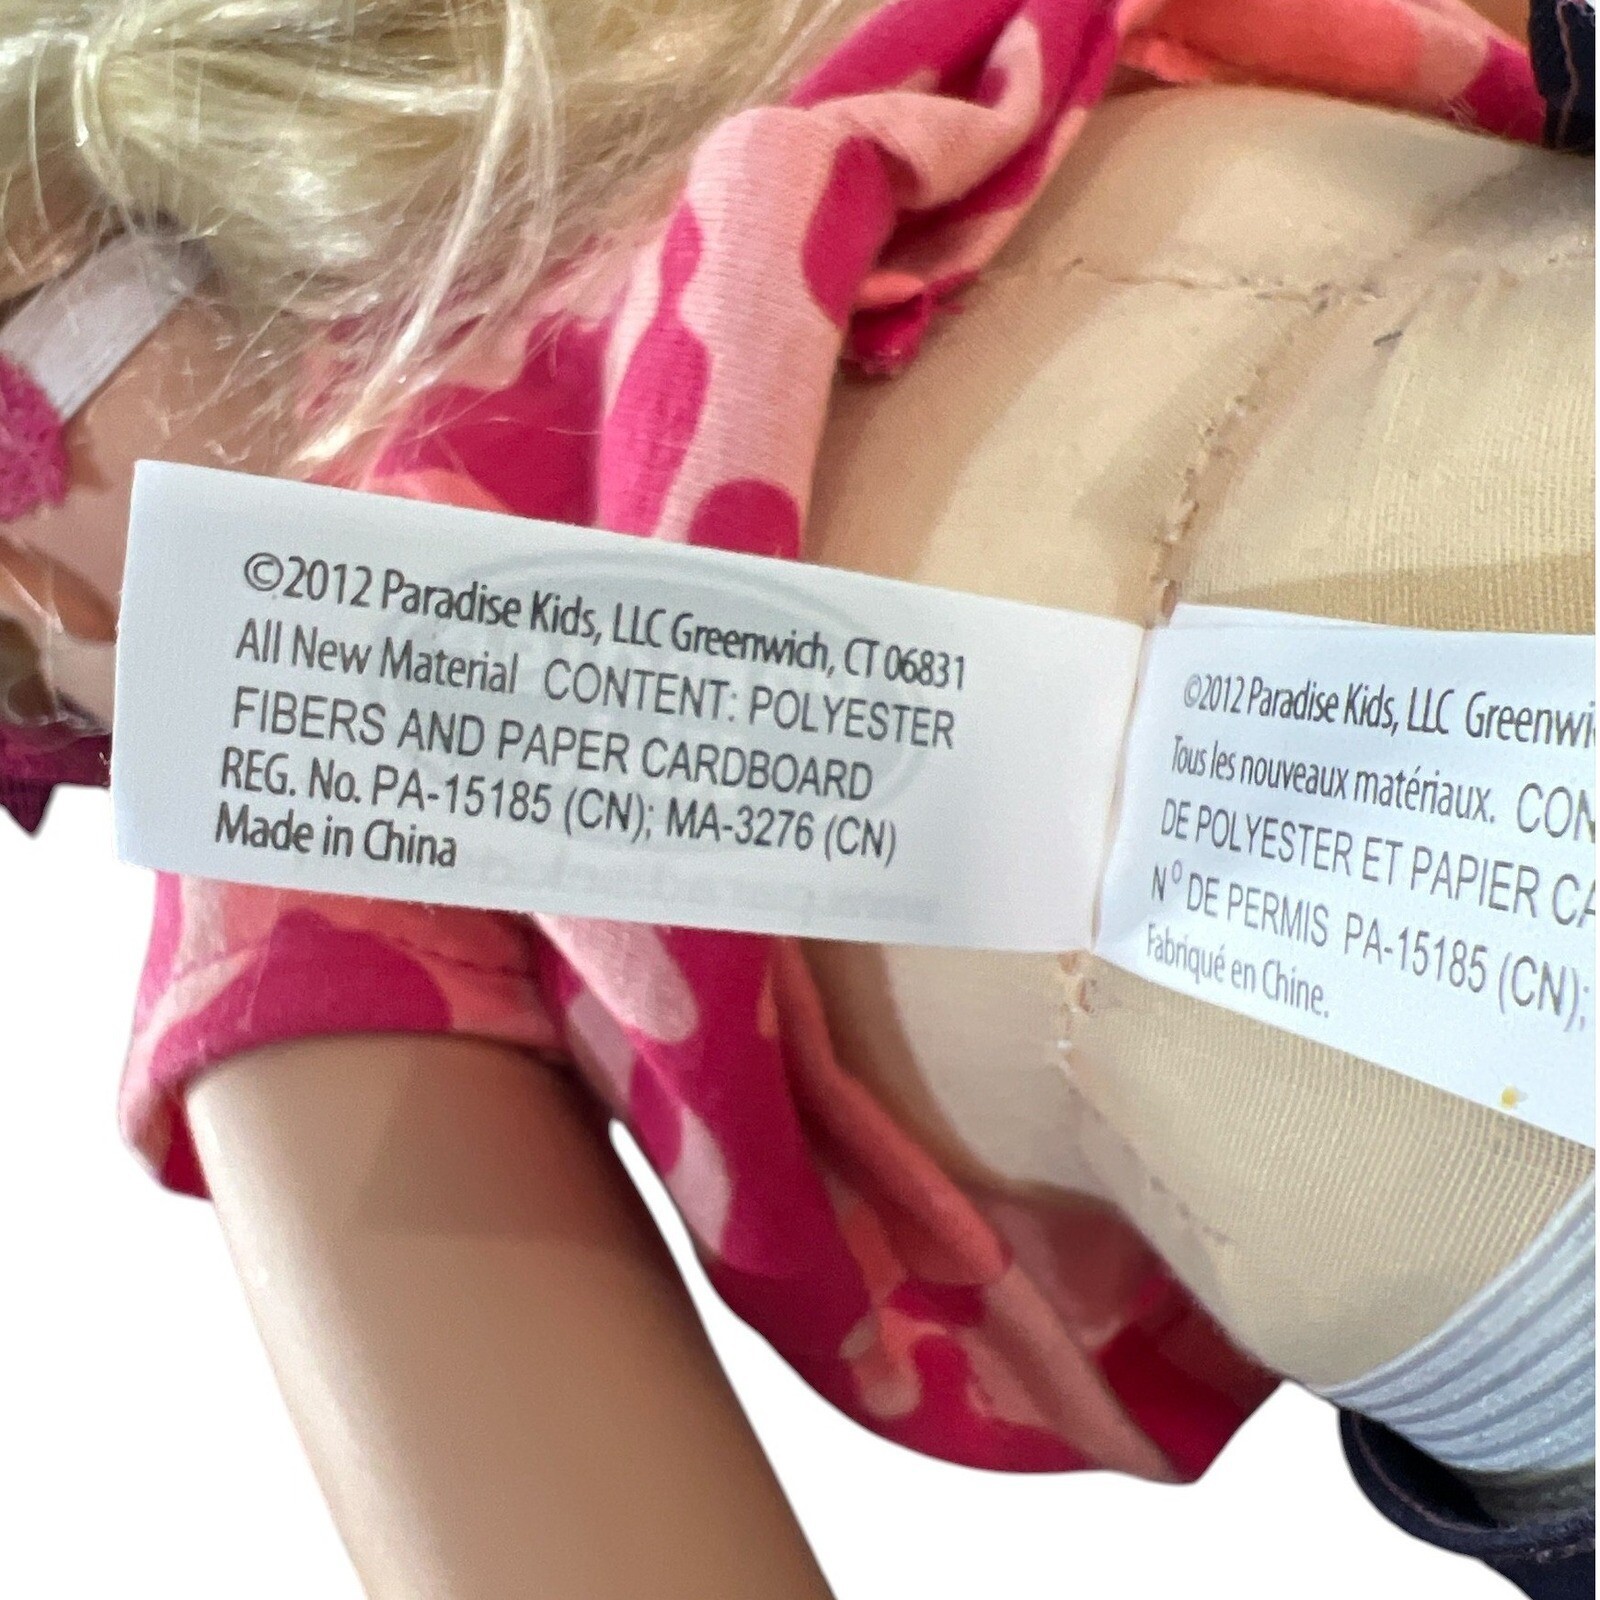 ©2012 Paradise Kids, LLC Greenwich, CT 06831
All New Material CONTENT: POLYESTER
FIBERS AND PAPER CARDBOARD
REG. No. PA-15185 (CN); MA-3276 (CN)
Made in China
©2012 Paradise Kids, LLC Greenwi
Tous les nouveaux matériaux. CON
DE POLYESTER ET PAPIER CA
N° DE PERMIS PA-15185 (CN);
Fabriqué en Chine.